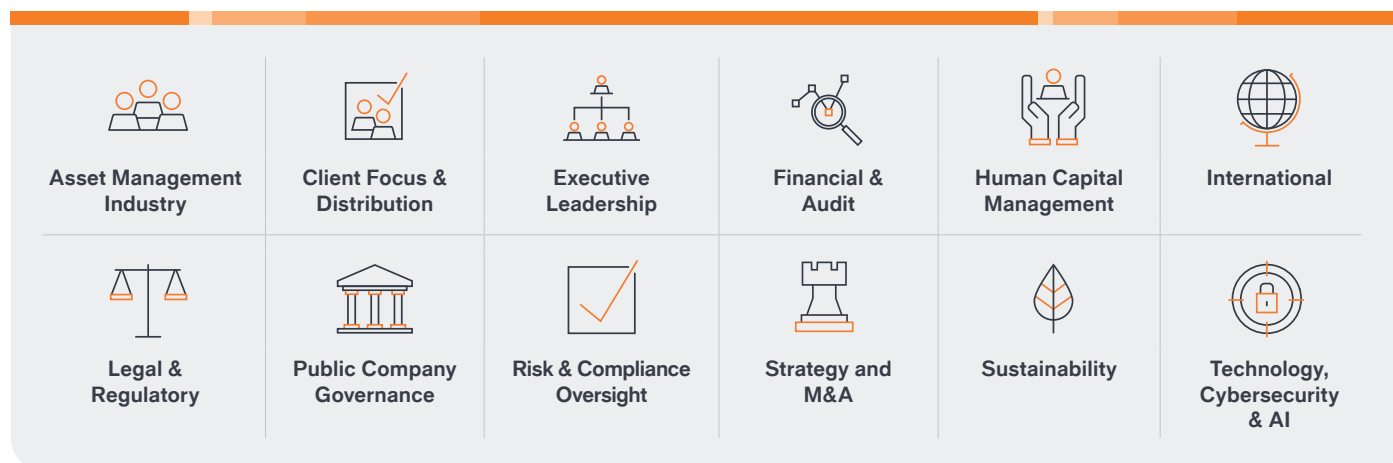 Asset Management
Industry
Client Focus &
Distribution
Executive
Leadership
Financial &
Audit
Human Capital
Management
International
Legal &
Regulatory
Public Company
Governance
Risk & Compliance
Oversight
Strategy and
M&A
Sustainability
Technology,
Cybersecurity
& AI